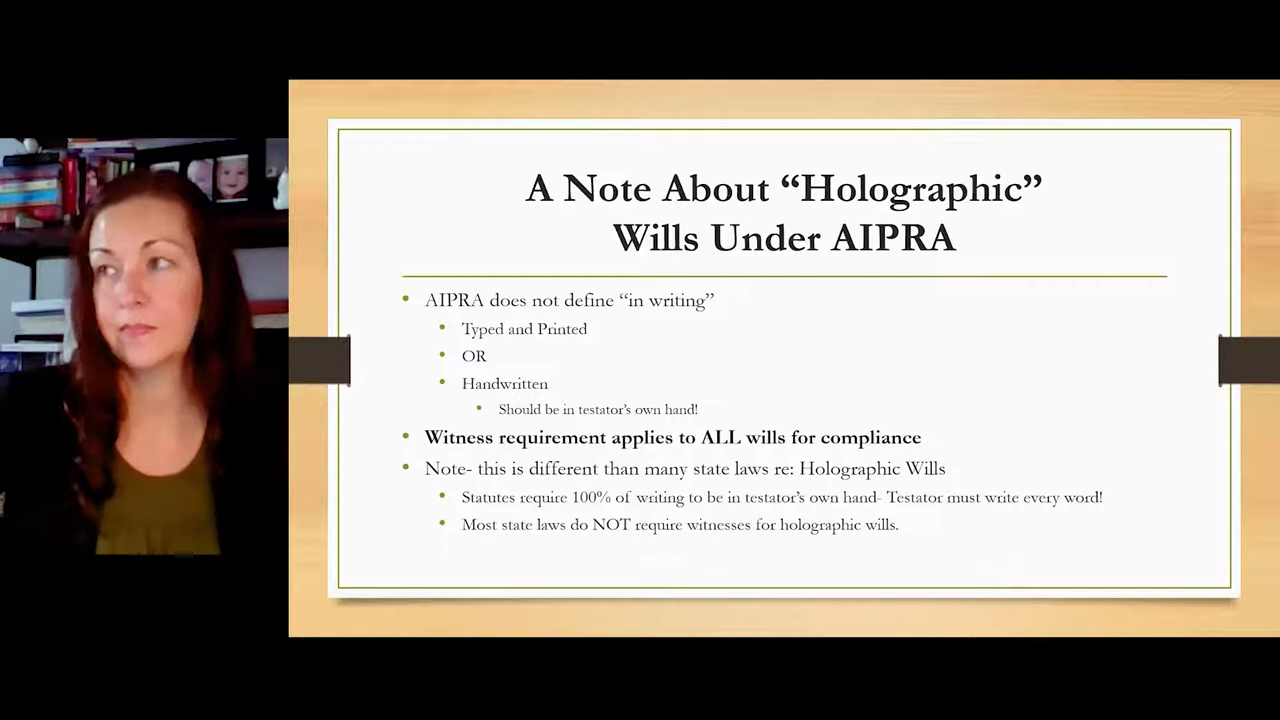 A Note About “Holographic”
Wills Under AIPRA
• AIPRA does not define “in writing”
• Typed and Printed
• OR
• Handwritten
• Should be in testator’s own hand!
• Witness requirement applies to ALL wills for compliance
• Note- this is different than many state laws re: Holographic Wills
• Statutes require 100% of writing to be in testator’s own hand- Testator must write every word!
• Most state laws do NOT require witnesses for holographic wills.